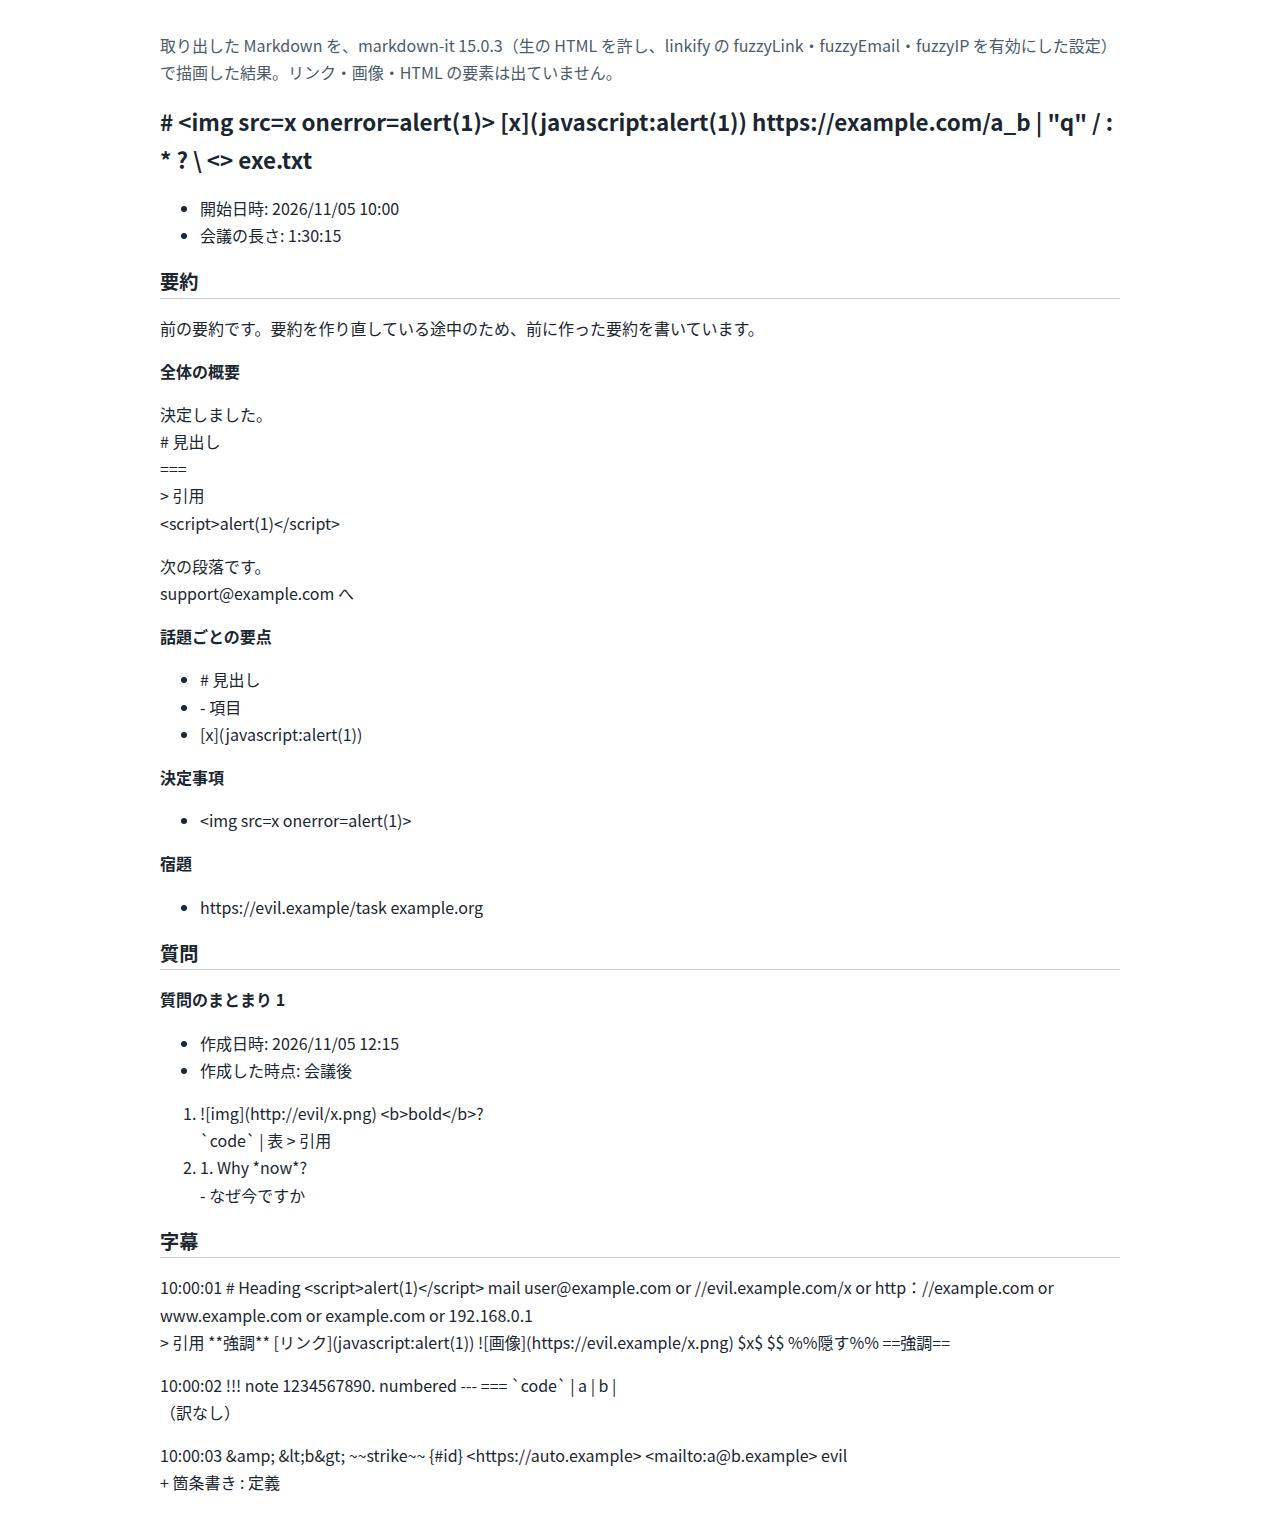 取り出した Markdown を、markdown-it 15.0.3（生の HTML を許し、linkify の fuzzyLink・fuzzyEmail・fuzzyIP を有効にした設定）
で描画した結果。リンク・画像・HTML の要素は出ていません。
# <img src=x onerror=alert(1)> [x](javascript:alert(1)) https://example.com/a_b | "q" / :
* ? \ <> exe.txt
• 開始日時: 2026/11/05 10:00
• 会議の長さ: 1:30:15
要約
前の要約です。要約を作り直している途中のため、前に作った要約を書いています。
全体の概要
決定しました。
# 見出し
===
> 引用
<script>alert(1)</script>
次の段落です。
support@example.com へ
話題ごとの要点
• # 見出し
• - 項目
• [x](javascript:alert(1))
決定事項
• <img src=x onerror=alert(1)>
宿題
• https://evil.example/task example.org
質問
質問のまとまり 1
• 作成日時: 2026/11/05 12:15
• 作成した時点: 会議後
1. ![img](http://evil/x.png) <b>bold</b>?
`code` | 表 > 引用
2. 1. Why *now*?
- なぜ今ですか
字幕
10:00:01 # Heading <script>alert(1)</script> mail user@example.com or //evil.example.com/x or http：//example.com or
www.example.com or example.com or 192.168.0.1
> 引用 **強調** [リンク](javascript:alert(1)) ![画像](https://evil.example/x.png) $x$ $$ %%隠す%% ==強調==
10:00:02 !!! note 1234567890. numbered --- === `code` | a | b |
（訳なし）
10:00:03 &amp; &lt;b&gt; ~~strike~~ {#id} <https://auto.example> <mailto:a@b.example> evil
+ 箇条書き : 定義